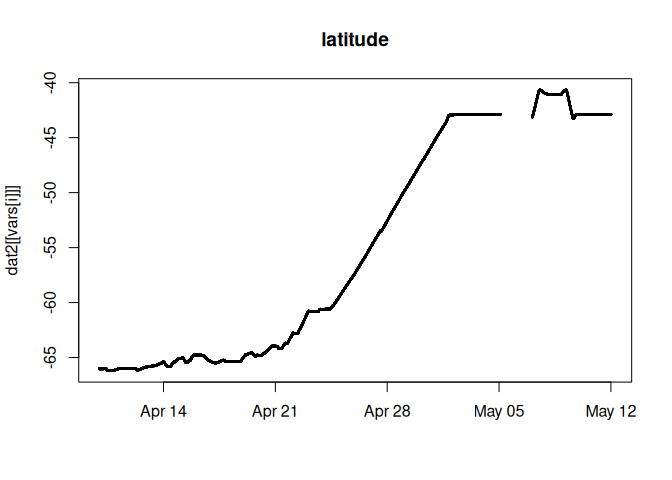 latitude
dat2[[vars[i]]]
-40
-45
-50
-55
-60
-65
Apr 14
Apr 21
Apr 28
May 05
May 12